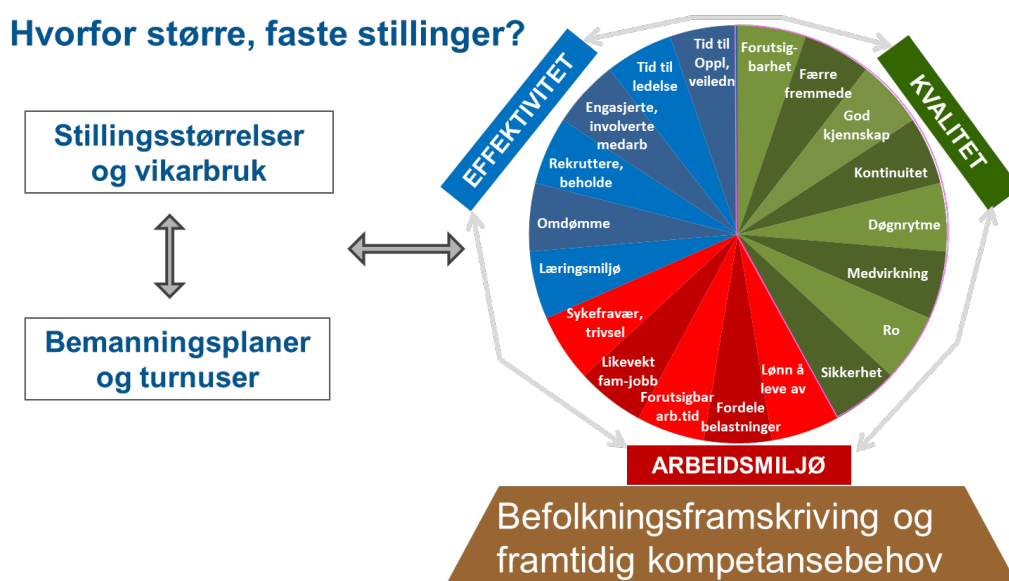 Hvorfor større, faste stillinger?
Stillingsstørrelser
og vikarbruk
Bemanningsplaner
og turnuser
EFFEKTIVITET
KVALITET
ARBEIDSMILJØ
Forutsig-
barhet
Færre
fremmede
God
kjennskap
Kontinuitet
Døgnrytme
Medvirkning
Ro
Sikkerhet
Lønn å
leve av
Fordele
belastninger
Forutsigbar
arb.tid
Likevekt
fam-jobb
Sykefravær,
trivsel
Læringsmiljø
Omdømme
Rekruttere,
beholde
Engasjerte,
involverte
medarb
Tid til
ledelse
Tid til
Oppl,
veiledn
Befolkningsframskriving og
framtidig kompetansebehov